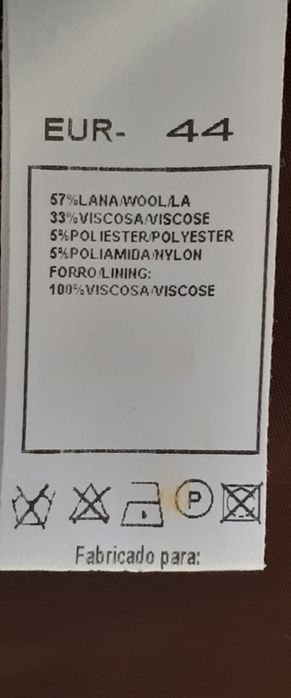 EUR- 44
57%LANA/WOOL/LA
33%VISCOSA/VISCOSE
5%POLIESTER/POLYESTER
5%POLIAMIDA/NYLON
FORRO/LINING:
100%VISCOSA/VISCOSE
P
Fabricado para: